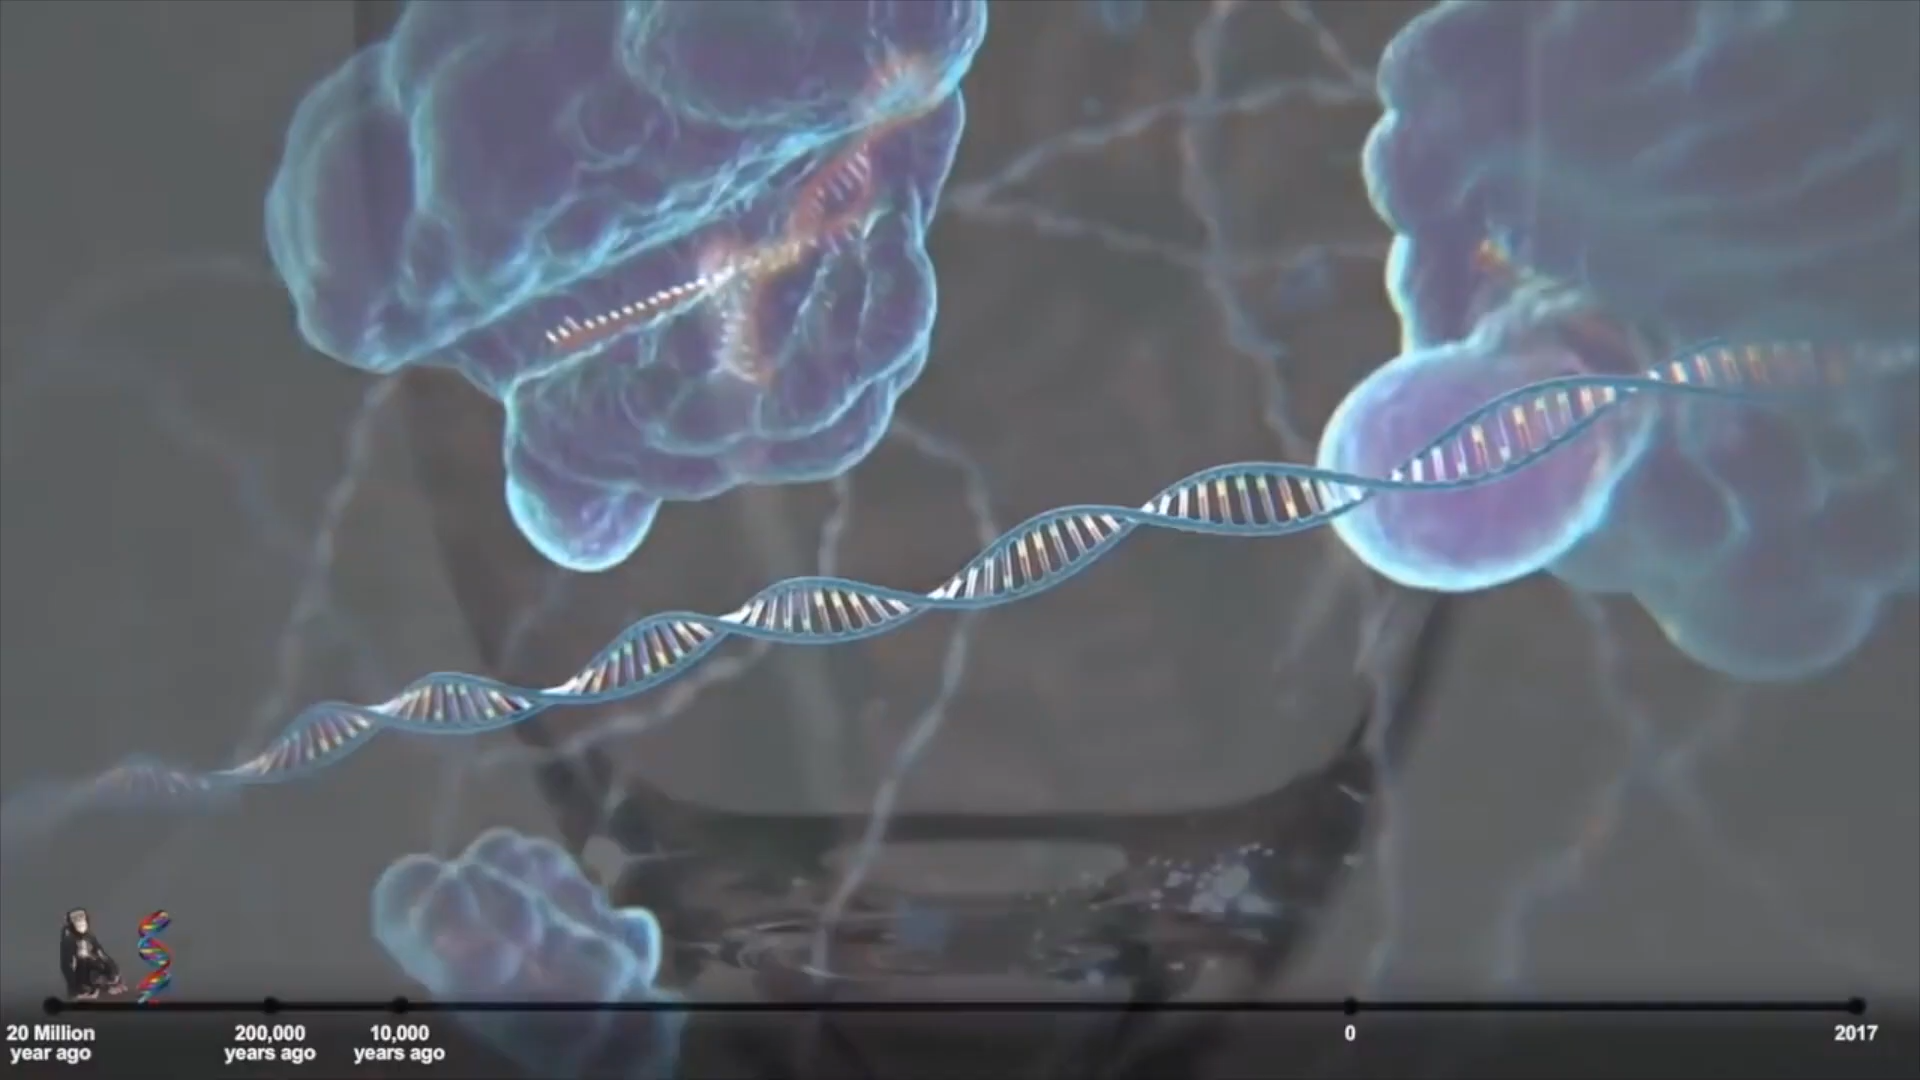 20 Million
year ago
200,000
years ago
10,000
years ago
0
2017